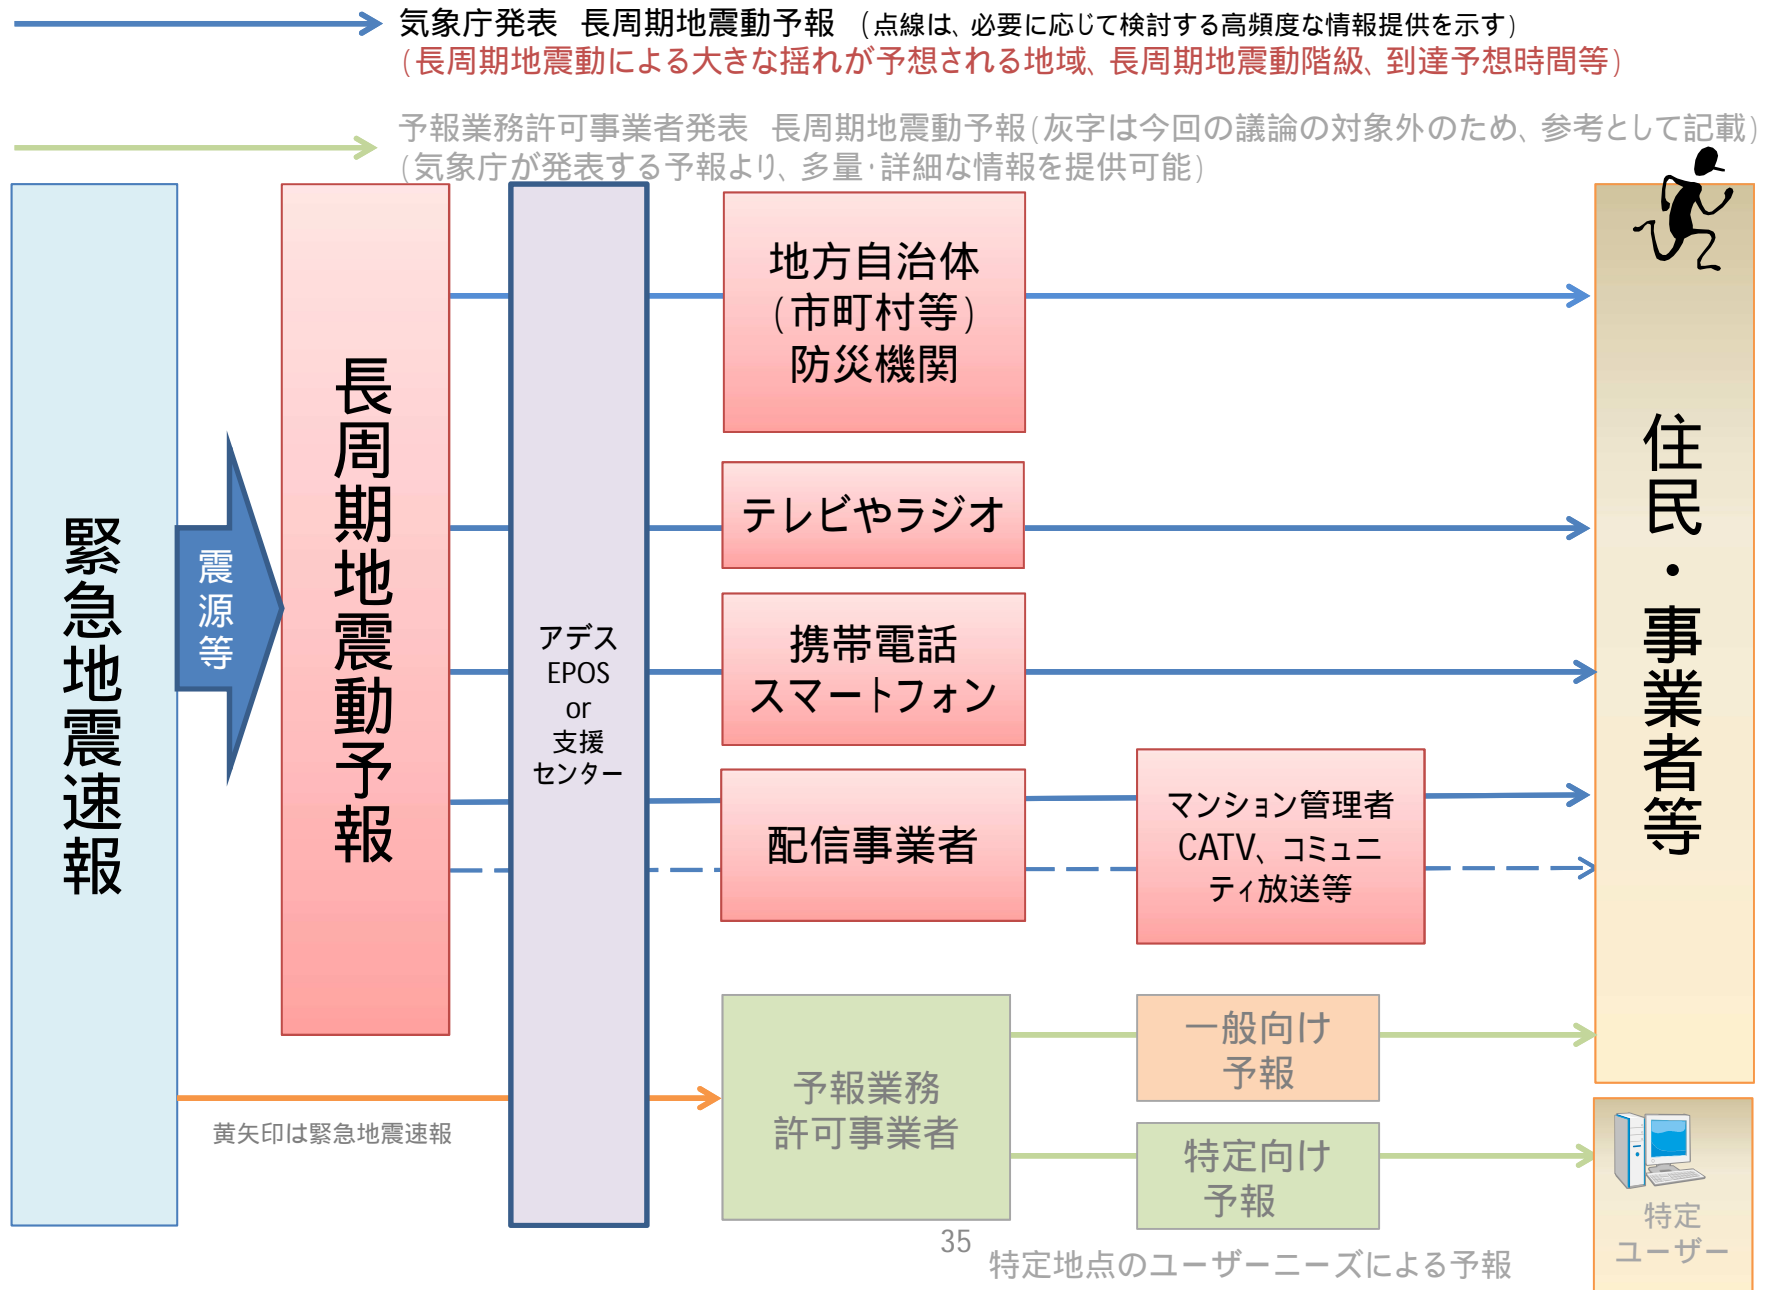 気象庁発表　長周期地震動予報　(点線は、必要に応じて検討する高頻度な情報提供を示す)
(長周期地震動による大きな揺れが予想される地域、長周期地震動階級、到達予想時間等)
予報業務許可事業者発表　長周期地震動予報(灰字は今回の議論の対象外のため、参考として記載)
(気象庁が発表する予報より、多量・詳細な情報を提供可能)
緊急地震速報
震源等
長周期地震動予報
アデス
EPOS
or
支援
センター
地方自治体
(市町村等)
防災機関
テレビやラジオ
携帯電話
スマートフォン
配信事業者
マンション管理者
CATV、コミュニ
ティ放送等
住民・事業者等
黄矢印は緊急地震速報
予報業務
許可事業者
一般向け
予報
特定向け
予報
特定
ユーザー
35
特定地点のユーザーニーズによる予報